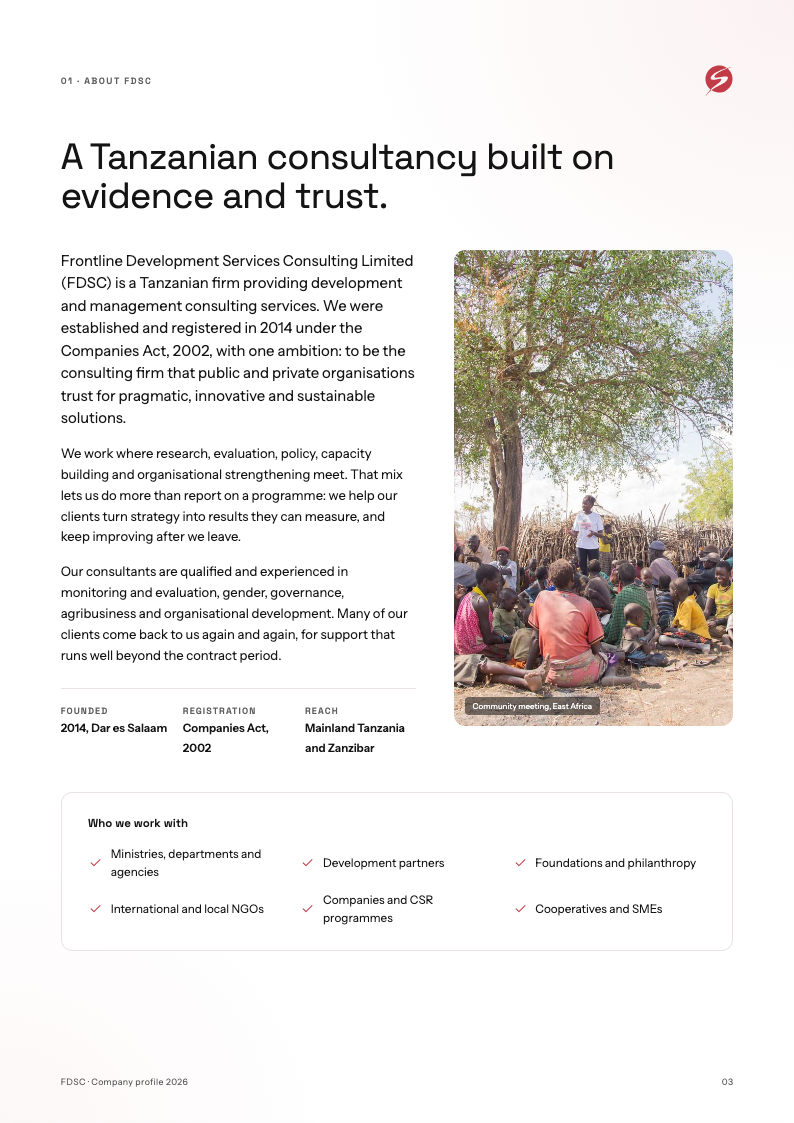 01 · ABOUT FDSC
A Tanzanian consultancy built on
evidence and trust.
Frontline Development Services Consulting Limited
(FDSC) is a Tanzanian firm providing development
and management consulting services. We were
established and registered in 2014 under the
Companies Act, 2002, with one ambition: to be the
consulting firm that public and private organisations
trust for pragmatic, innovative and sustainable
solutions.
We work where research, evaluation, policy, capacity
building and organisational strengthening meet. That mix
lets us do more than report on a programme: we help our
clients turn strategy into results they can measure, and
keep improving after we leave.
Our consultants are qualified and experienced in
monitoring and evaluation, gender, governance,
agribusiness and organisational development. Many of our
clients come back to us again and again, for support that
runs well beyond the contract period.
FOUNDED
2014, Dar es Salaam
REGISTRATION
Companies Act,
2002
REACH
Mainland Tanzania
and Zanzibar
Community meeting, East Africa
Who we work with
Ministries, departments and
agencies
Development partners
Foundations and philanthropy
International and local NGOs
Companies and CSR
programmes
Cooperatives and SMEs
FDSC · Company profile 2026
03